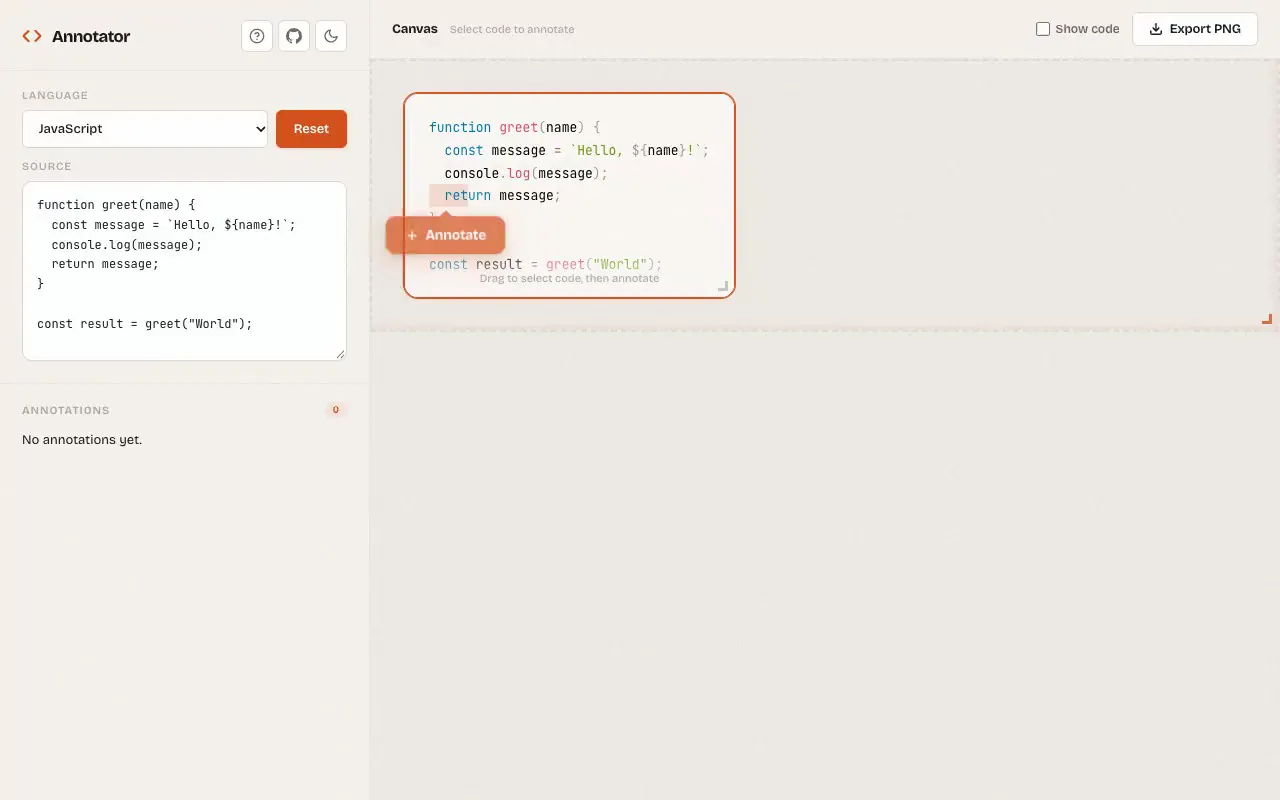 Annotator
LANGUAGE
JavaScript
Reset
SOURCE
function greet(name) {
  const message = `Hello, ${name}!`;
  console.log(message);
  return message;
}
const result = greet("World");
ANNOTATIONS
0
No annotations yet.
Canvas
Select code to annotate
Show code
Export PNG
function greet(name) {
  const message = `Hello, ${name}!`;
  console.log(message);
  return message;
}
+ Annotate
const result = greet("World");
Drag to select code, then annotate